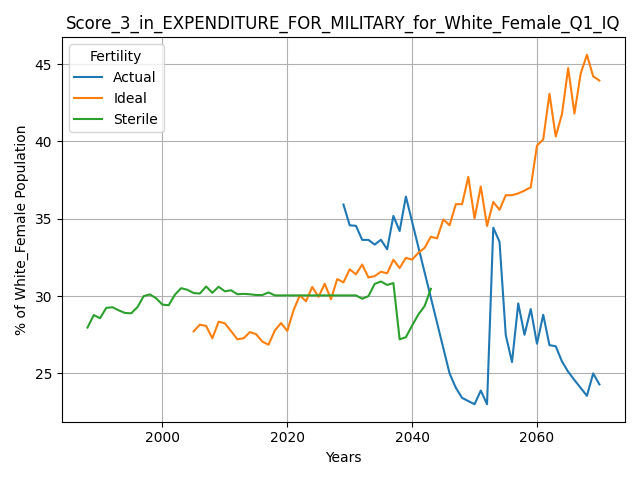 Score_3_in_EXPENDITURE_FOR_MILITARY_for_White_Female_Q1_IQ
Fertility
Actual
Ideal
Sterile
% of White_Female Population
45
40
35
30
25
2000
2020
2040
2060
Years